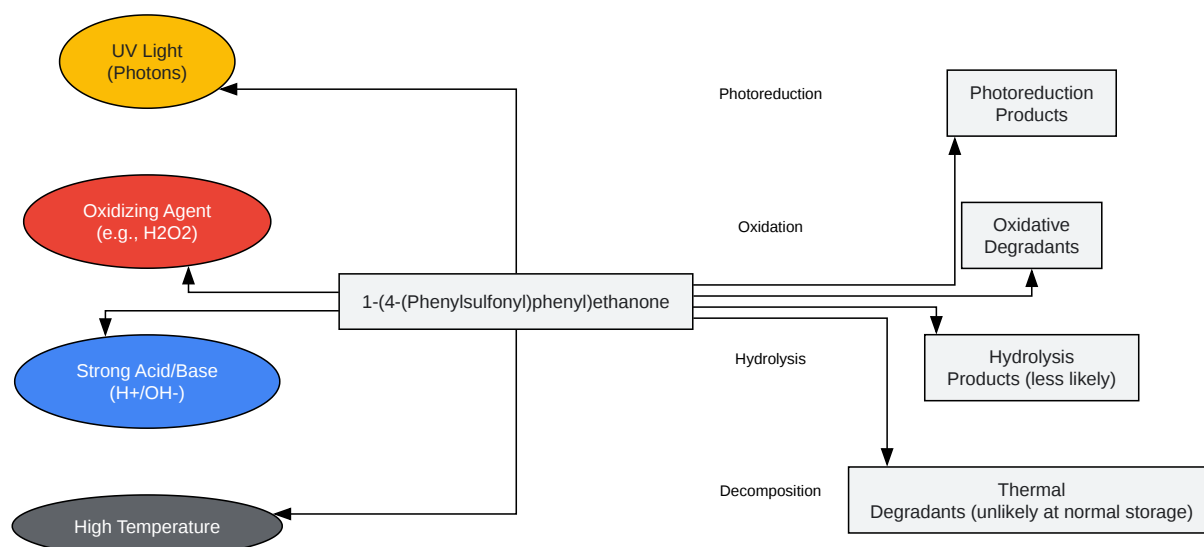 UV Light
(Photons)
Photoreduction
Photoreduction
Products
Oxidizing Agent
(e.g., H2O2)
Oxidation
Oxidative
Degradants
1-(4-(Phenylsulfonyl)phenyl)ethanone
Strong Acid/Base
(H+/OH-)
Hydrolysis
Hydrolysis
Products (less likely)
High Temperature
Decomposition
Thermal
Degradants (unlikely at normal storage)